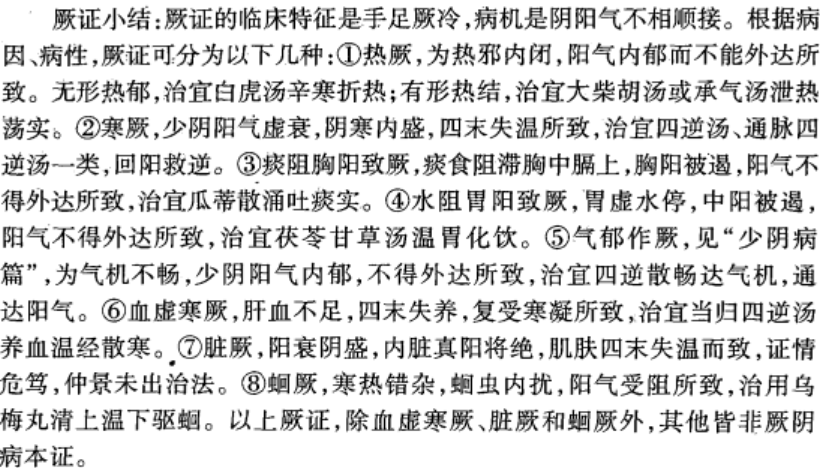 厥证小结:厥证的临床特征是手足厥冷,病机是阴阳气不相顺接。根据病
因、病性,厥证可分为以下几种:①热厥,为热邪内闭,阳气内郁而不能外达所
致。无形热郁,治宜白虎汤辛寒折热;有形热结,治宜大柴胡汤或承气汤泄热
荡实。②寒厥,少阴阳气虚衰,阴寒内盛,四末失温所致,治宜四逆汤、通脉四
逆汤一类,回阳救逆。③痰阻胸阳致厥,痰食阻滞胸中膈上,胸阳被遏,阳气不
得外达所致,治宜瓜蒂散涌吐痰实。④水阻胃阳致厥,胃虚水停,中阳被遏,
阳气不得外达所致,治宜茯苓甘草汤温胃化饮。⑤气郁作厥,见“少阴病
篇”,为气机不畅,少阴阳气内郁,不得外达所致,治宜四逆散畅达气机,通
达阳气。⑥血虚寒厥,肝血不足,四末失养,复受寒凝所致,治宜当归四逆汤
养血温经散寒。⑦脏厥,阳衰阴盛,内脏真阳将绝,肌肤四末失温而致,证情
危笃,仲景未出治法。⑧蛔厥,寒热错杂,蛔虫内扰,阳气受阻所致,治用乌
梅丸清上温下驱蛔。以上厥证,除血虚寒厥、脏厥和蛔厥外,其他皆非厥阴
病本证。